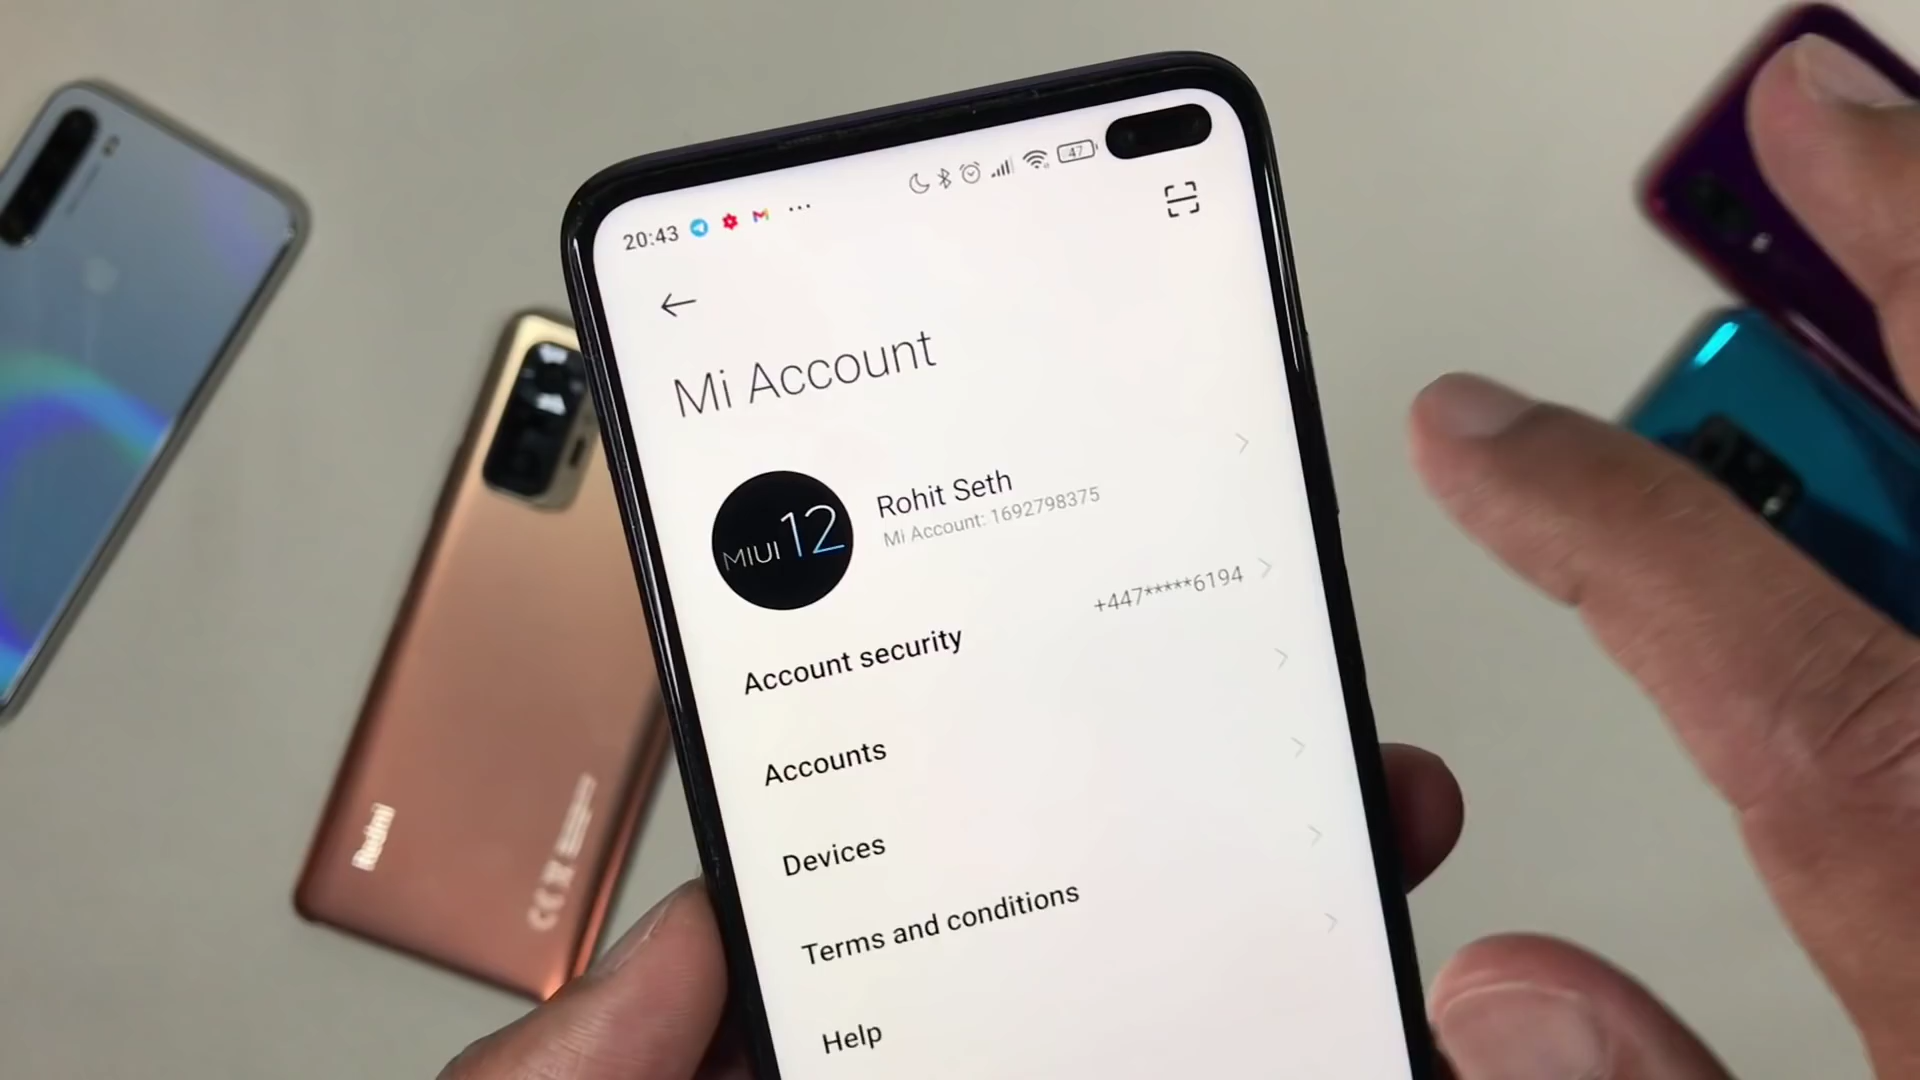 20:43
47
Mi Account
MIUI 12
Rohit Seth
Mi Account: 1692798375
Account security
+447*****6194
Accounts
Devices
Terms and conditions
Help
Redmi